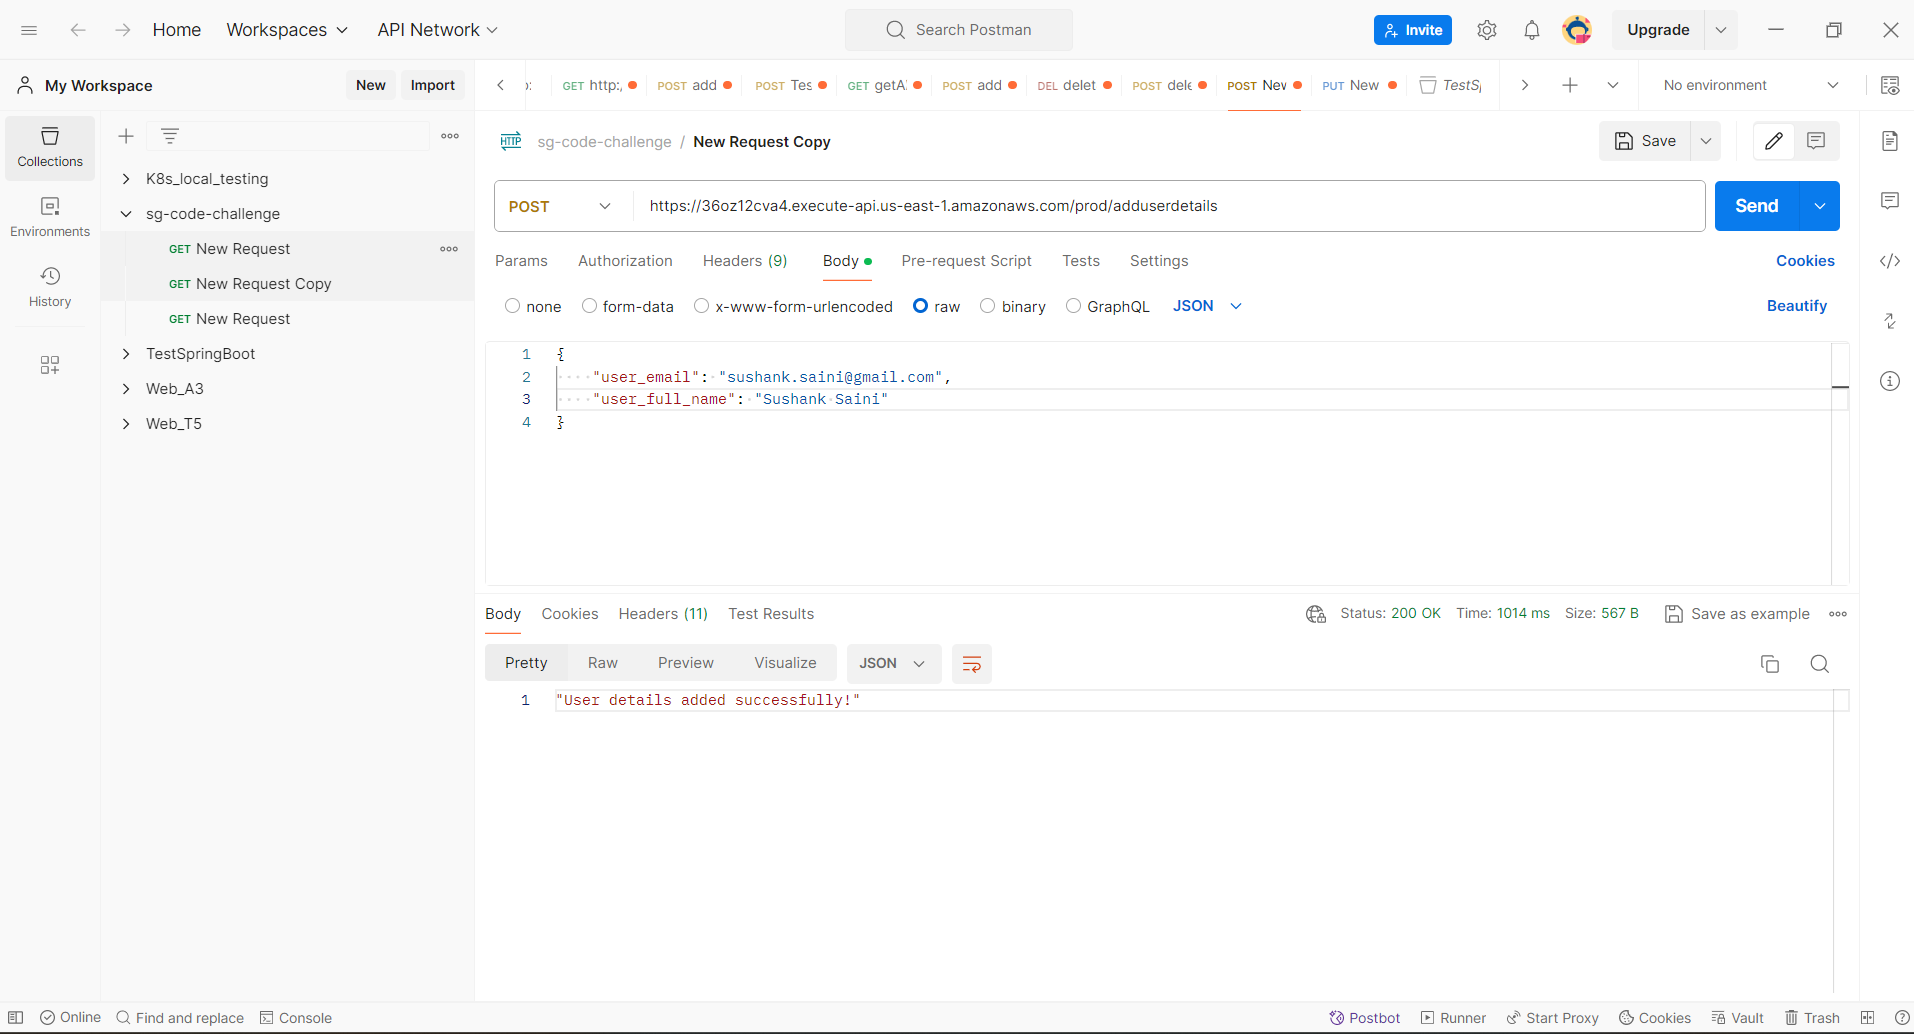 Home Workspaces API Network Search Postman Invite Upgrade
My Workspace New Import GET http:, POST add POST Tes GET getA POST add DEL delet POST dele POST New PUT New TestS No environment
Collections
Environments
History
K8s_local_testing
sg-code-challenge
GET New Request
GET New Request Copy
GET New Request
TestSpringBoot
Web_A3
Web_T5
HTTP sg-code-challenge / New Request Copy Save
POST https://36oz12cva4.execute-api.us-east-1.amazonaws.com/prod/adduserdetails Send
Params Authorization Headers (9) Body Pre-request Script Tests Settings Cookies
none form-data x-www-form-urlencoded raw binary GraphQL JSON Beautify
1 {
2 "user_email": "sushank.saini@gmail.com",
3 "user_full_name": "Sushank Saini"
4 }
Body Cookies Headers (11) Test Results Status: 200 OK Time: 1014 ms Size: 567 B Save as example
Pretty Raw Preview Visualize JSON
1 "User details added successfully!"
Online Find and replace Console Postbot Runner Start Proxy Cookies Vault Trash